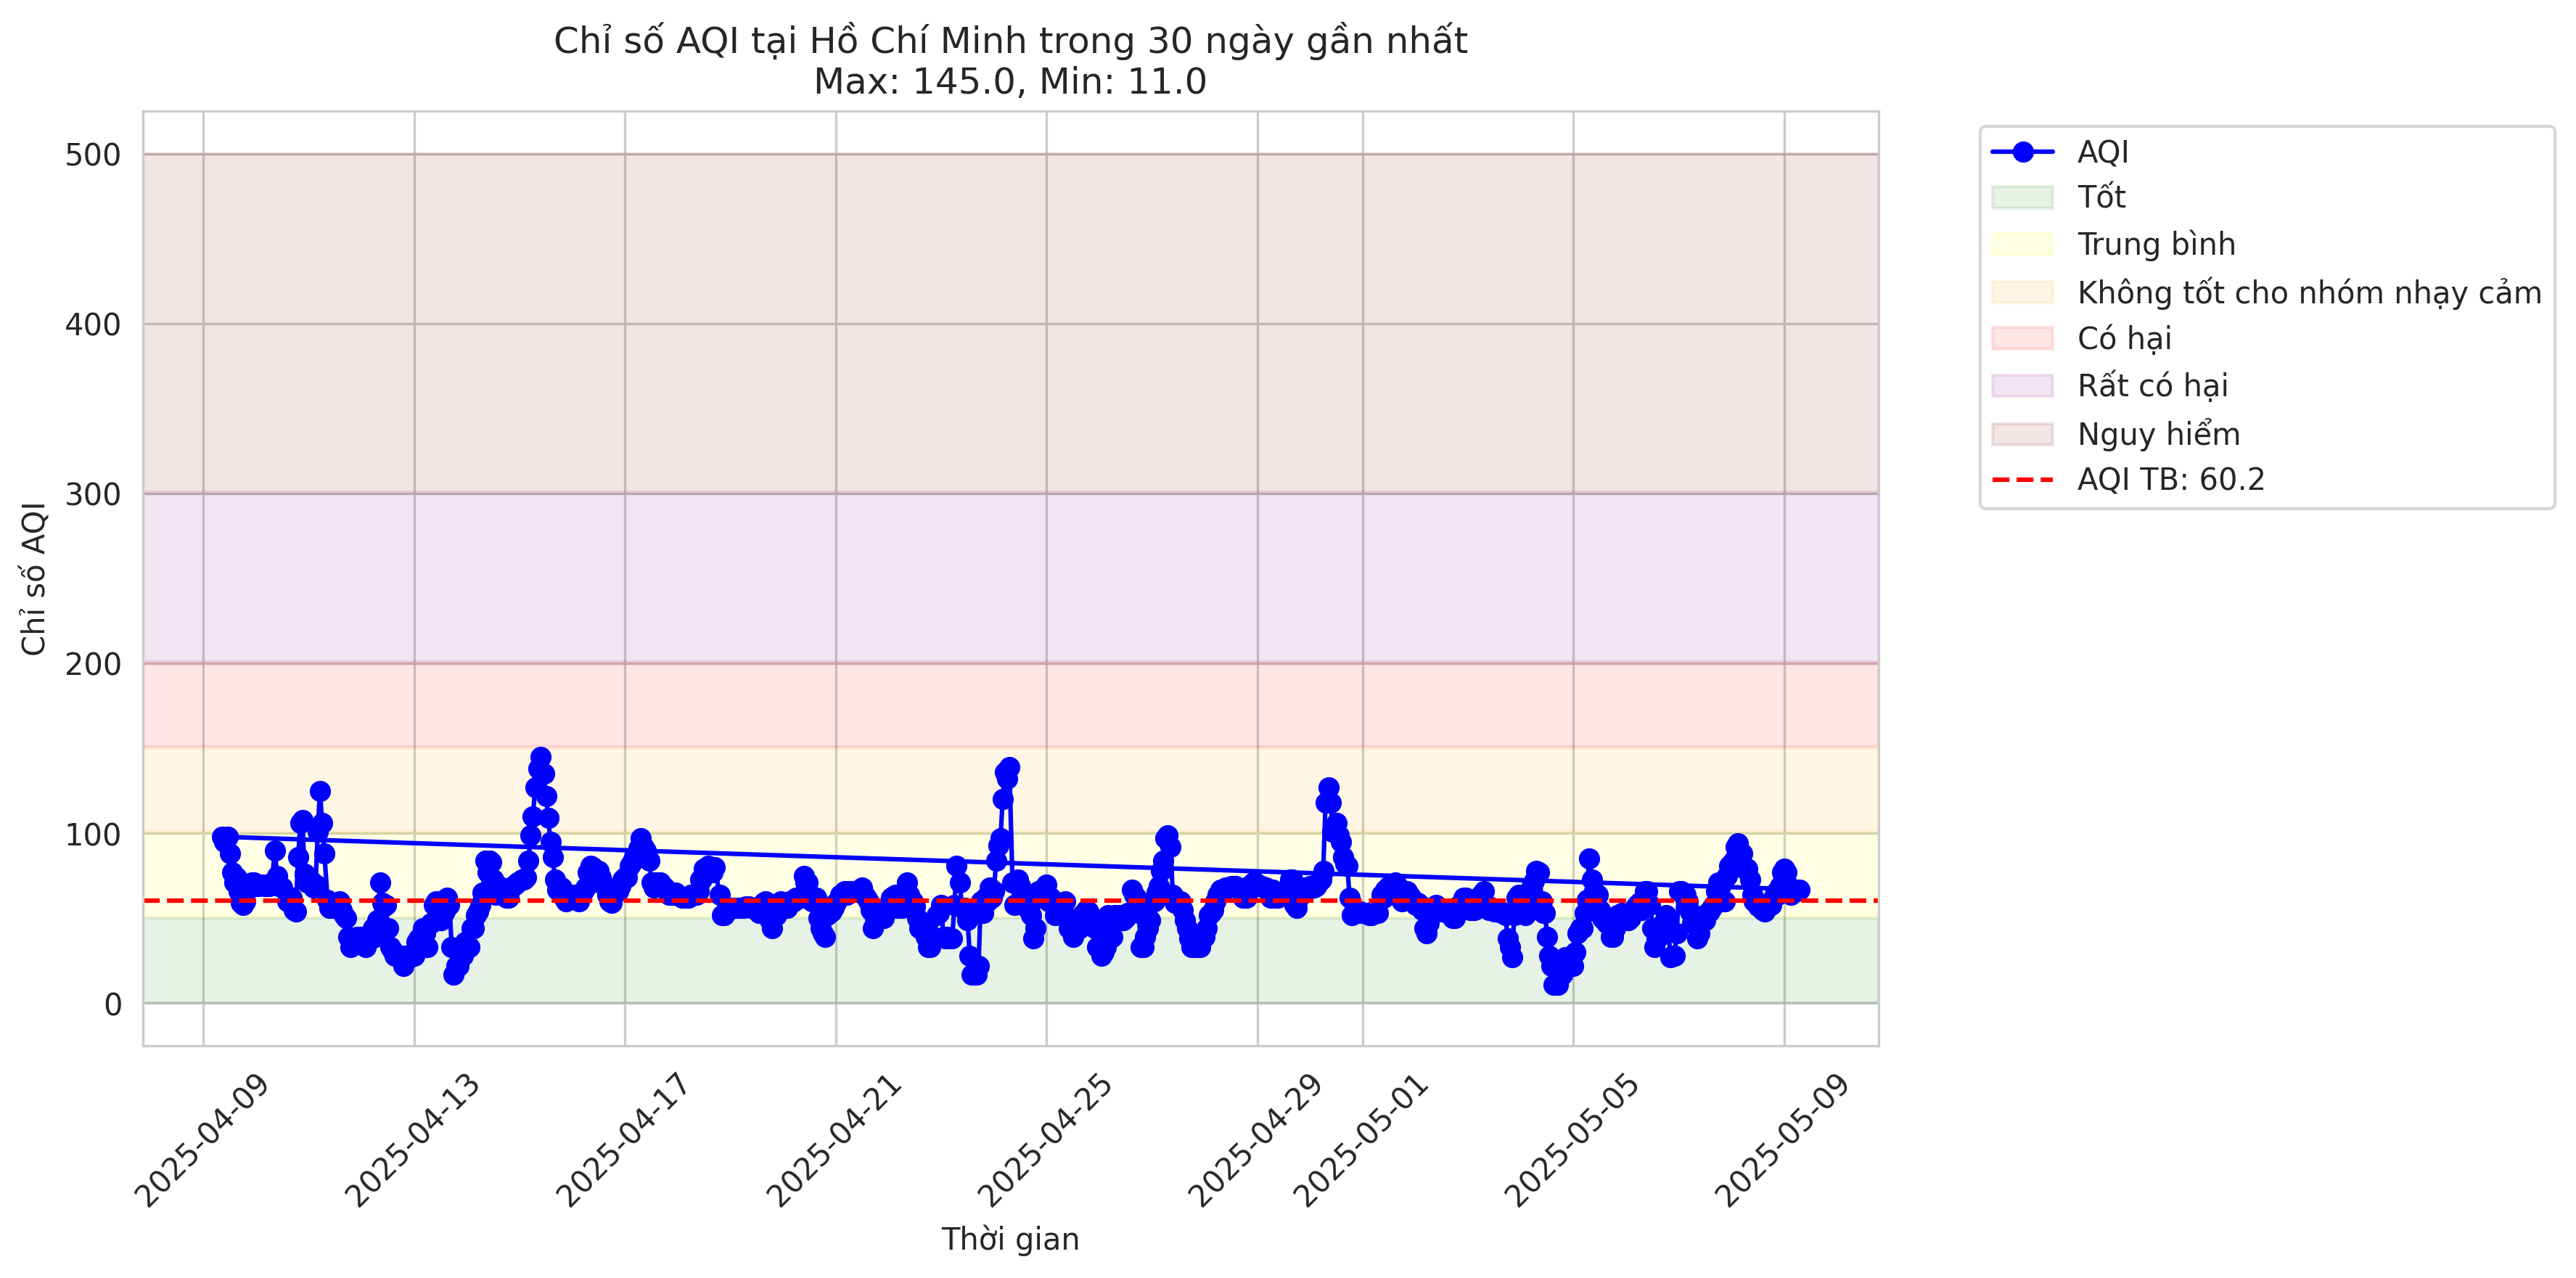 Chỉ số AQI tại Hồ Chí Minh trong 30 ngày gần nhất
Max: 145.0, Min: 11.0
Chỉ số AQI
500
400
300
200
100
0
2025-04-09
2025-04-13
2025-04-17
2025-04-21
2025-04-25
2025-04-29
2025-05-01
2025-05-05
2025-05-09
Thời gian
AQI
Tốt
Trung bình
Không tốt cho nhóm nhạy cảm
Có hại
Rất có hại
Nguy hiểm
AQI TB: 60.2